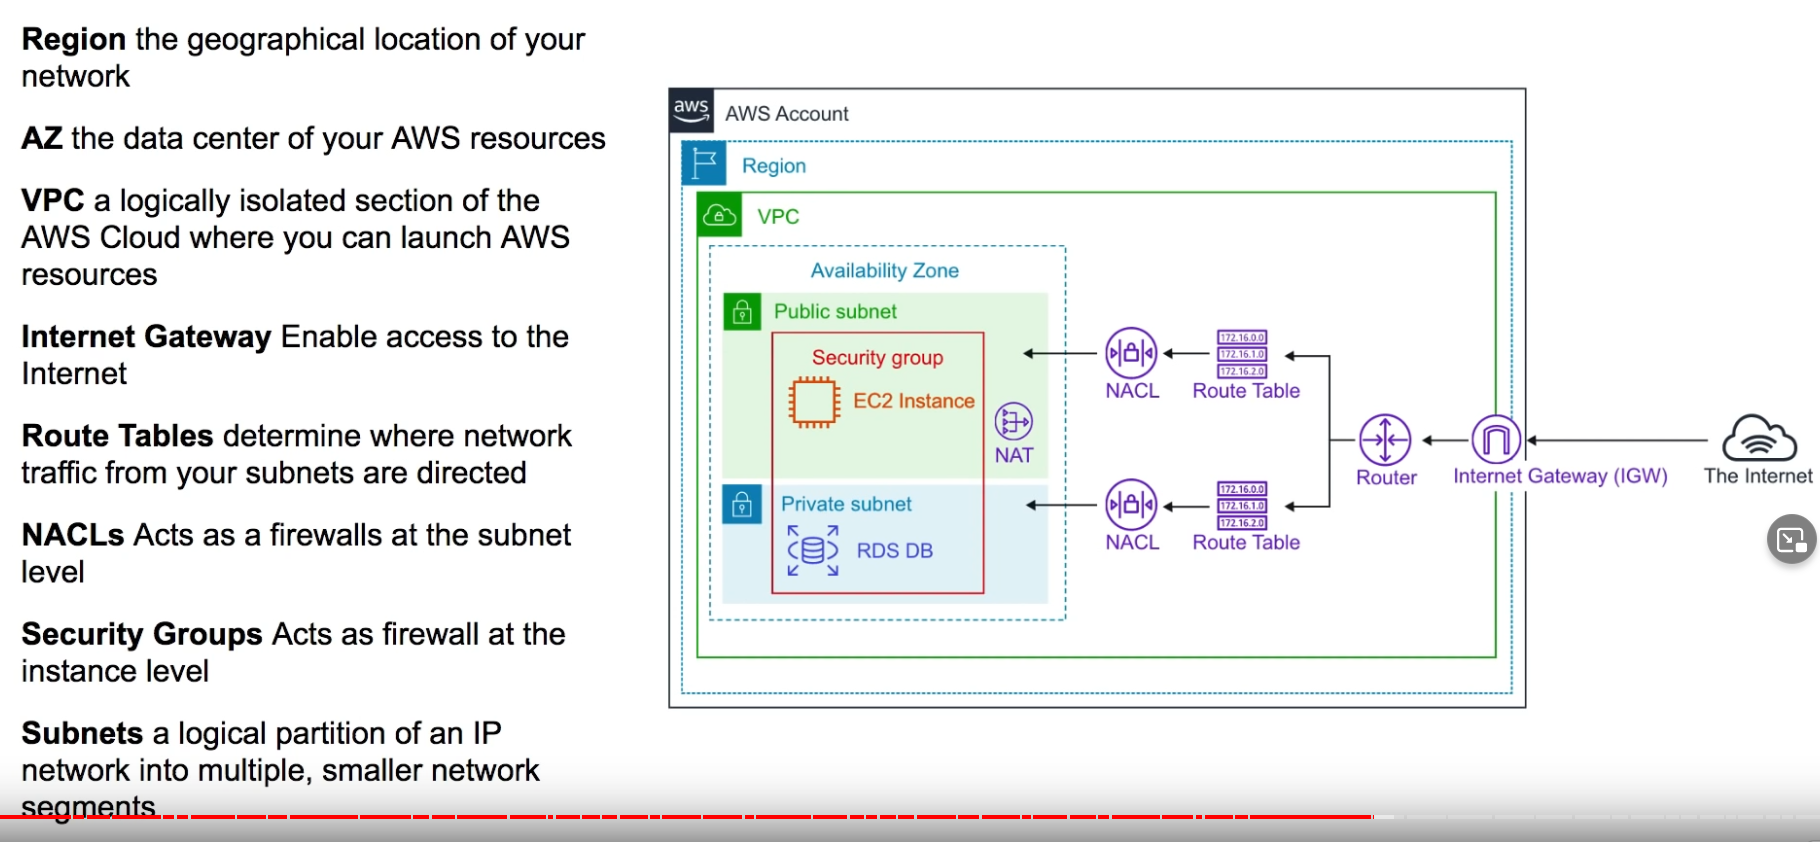 Region the geographical location of your
network
AZ the data center of your AWS resources
VPC a logically isolated section of the
AWS Cloud where you can launch AWS
resources
Internet Gateway Enable access to the
Internet
Route Tables determine where network
traffic from your subnets are directed
NACLs Acts as a firewalls at the subnet
level
Security Groups Acts as firewall at the
instance level
Subnets a logical partition of an IP
network into multiple, smaller network
segments
aws
AWS Account
Region
VPC
Availability Zone
Public subnet
Security group
EC2 Instance
NAT
Private subnet
RDS DB
NACL
172.16.0.0
172.16.1.0
172.16.2.0
Route Table
NACL
172.16.0.0
172.16.1.0
172.16.2.0
Route Table
Router
Internet Gateway (IGW)
The Internet